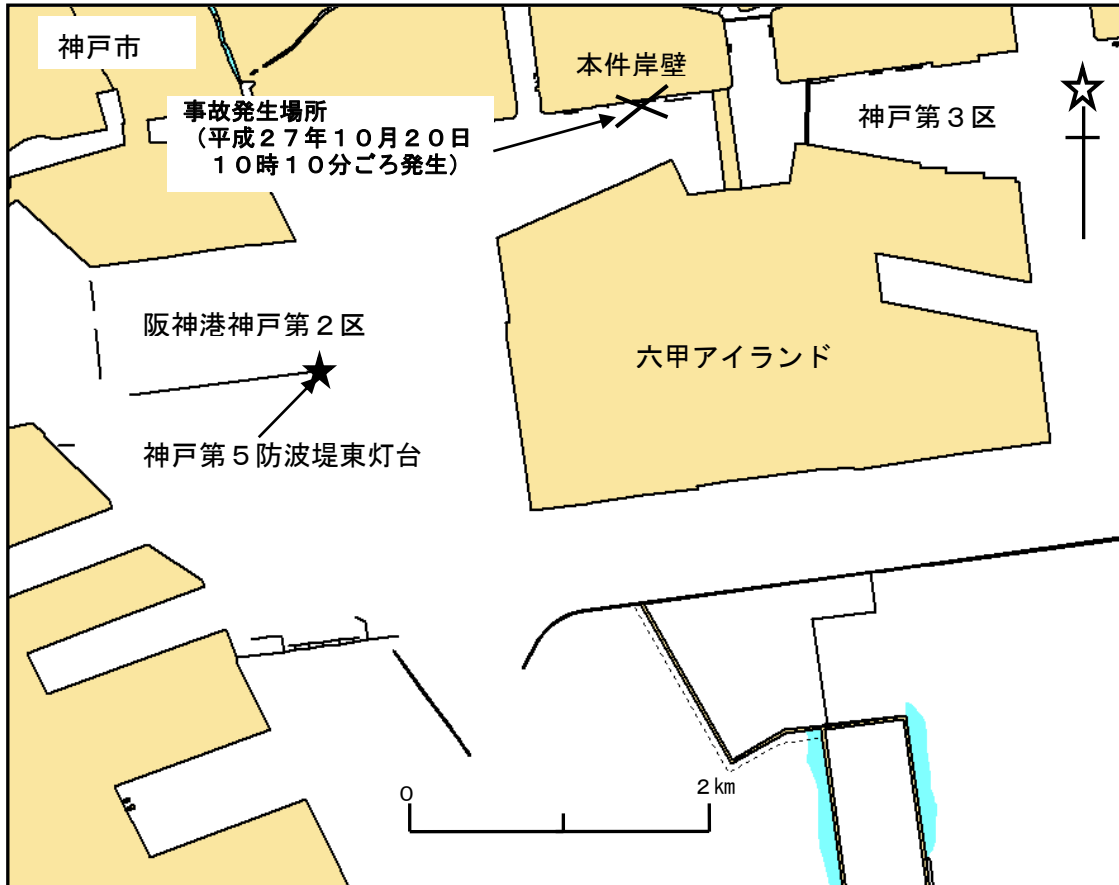 神戸市
本件岸壁
事故発生場所
（平成２７年１０月２０日
１０時１０分ごろ発生）
神戸第３区
阪神港神戸第２区
六甲アイランド
神戸第５防波堤東灯台
0
2㎞